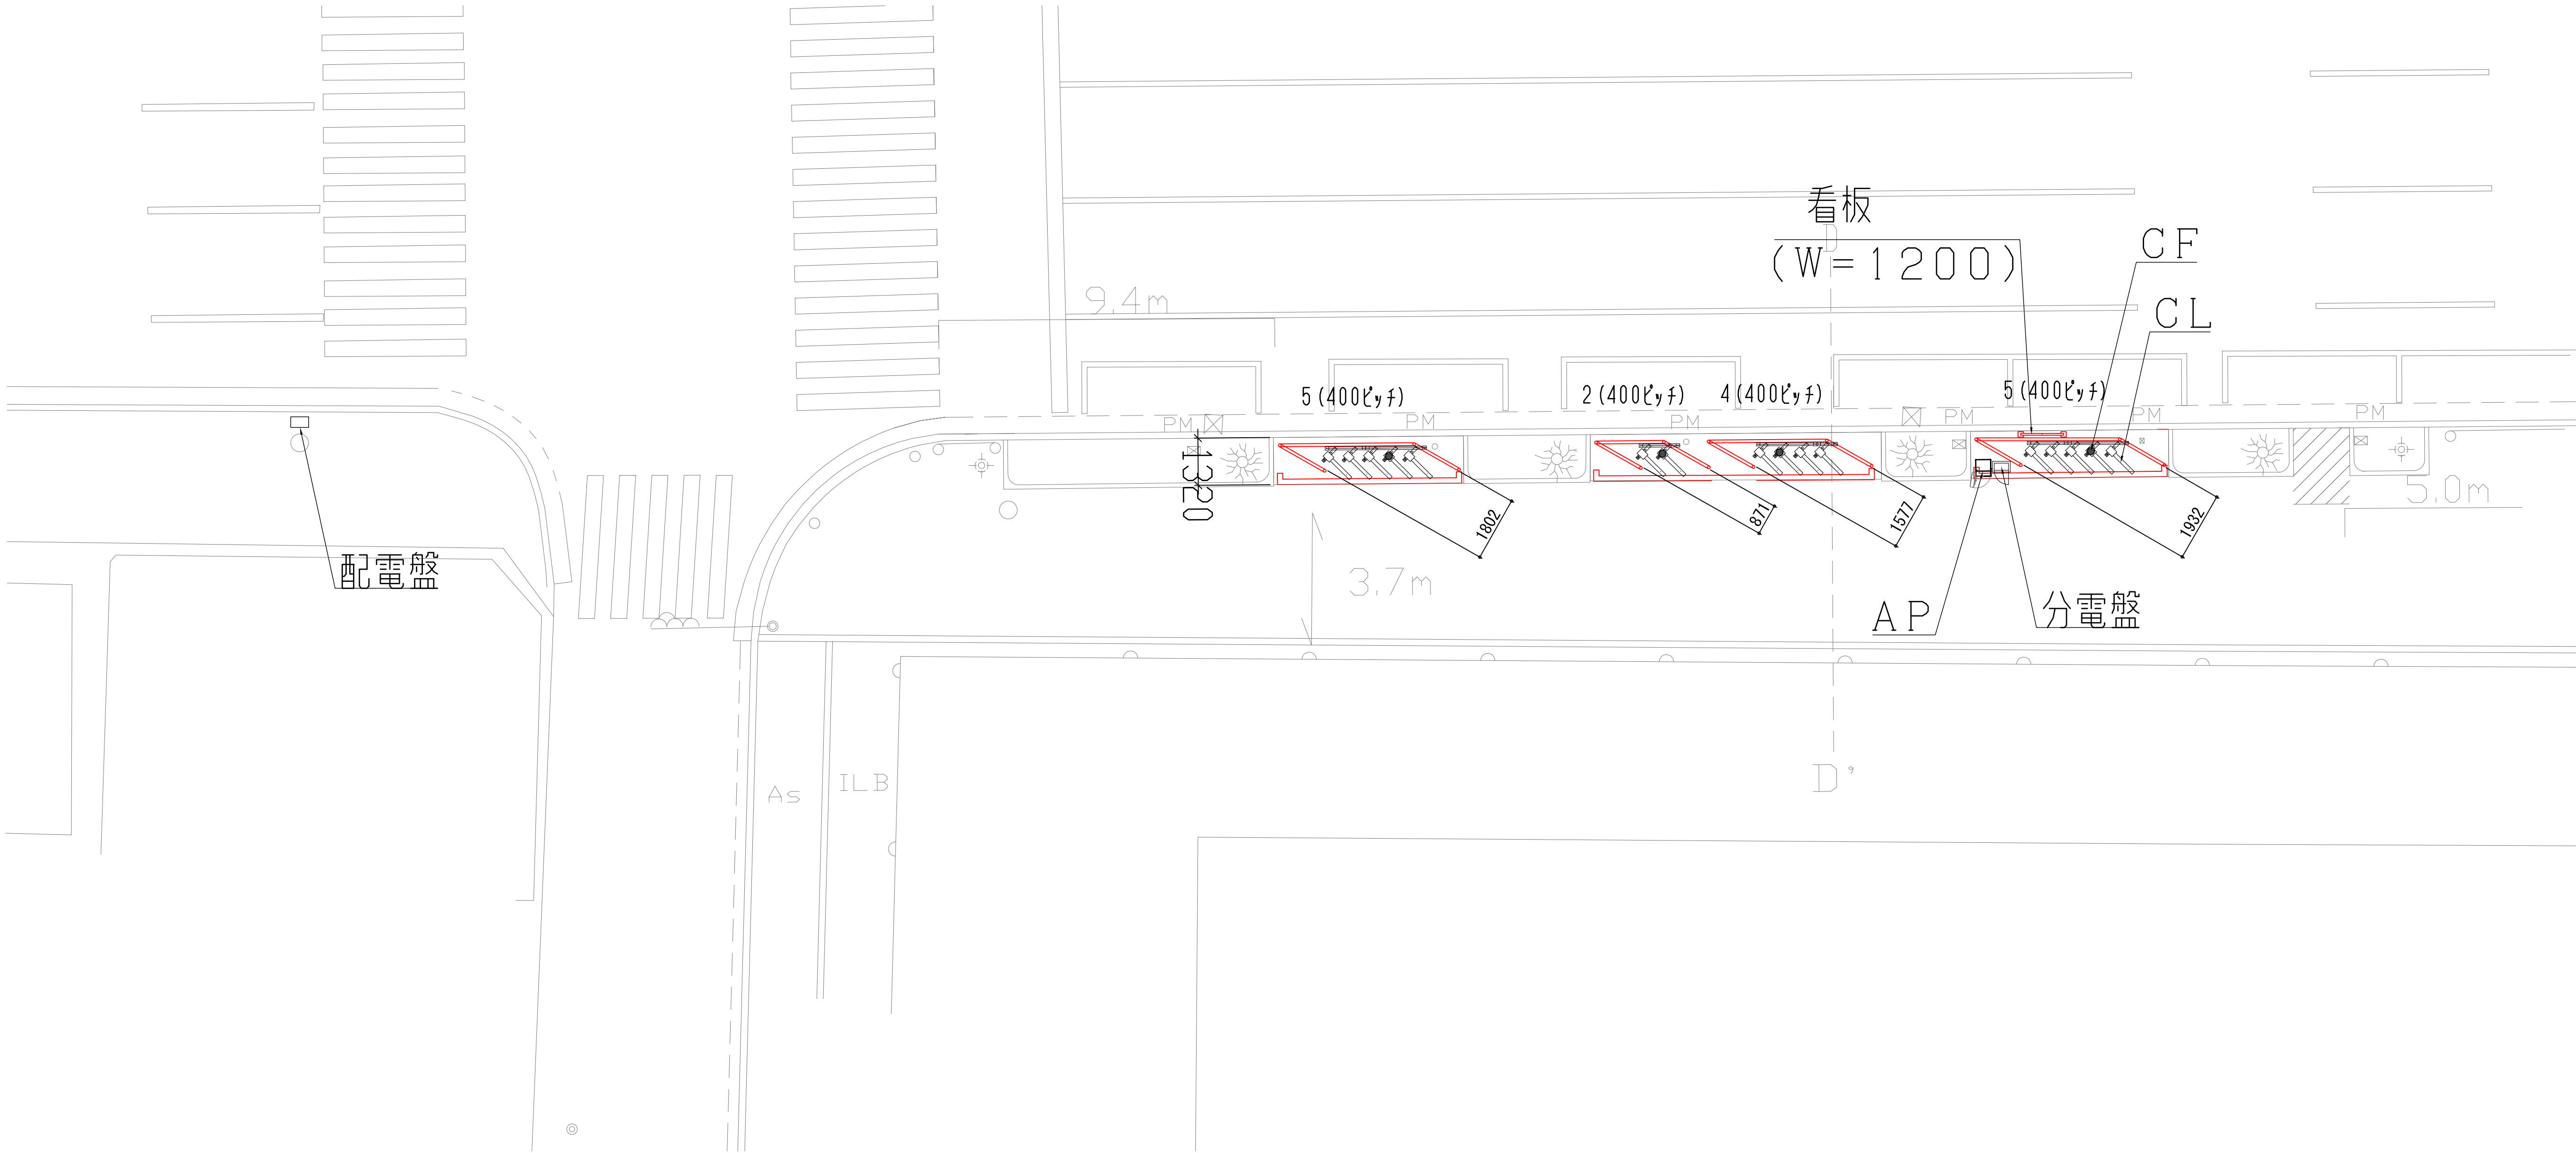 看板
(W=1200)
D
CF
CL
9.4m
5(400ピッチ)
2(400ピッチ)
4(400ピッチ)
5(400ピッチ)
PM
PM
PM
PM
PM
PM
1320
1802
871
1577
1932
5.0m
3.7m
配電盤
AP
分電盤
As
ILB
D'